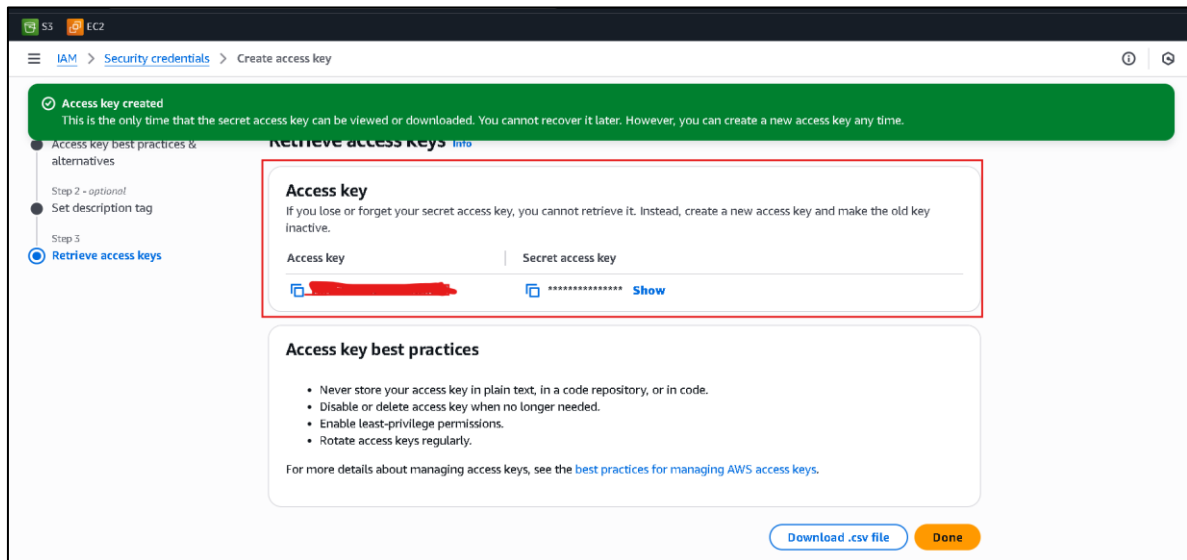 S3 EC2
IAM > Security credentials > Create access key
Access key created
This is the only time that the secret access key can be viewed or downloaded. You cannot recover it later. However, you can create a new access key any time.
Access key best practices &
alternatives
Step 2 - optional
Set description tag
Step 3
Retrieve access keys
Retrieve access keys Info
Access key
If you lose or forget your secret access key, you cannot retrieve it. Instead, create a new access key and make the old key
inactive.
Access key Secret access key
*************** Show
Access key best practices
• Never store your access key in plain text, in a code repository, or in code.
• Disable or delete access key when no longer needed.
• Enable least-privilege permissions.
• Rotate access keys regularly.
For more details about managing access keys, see the best practices for managing AWS access keys.
Download .csv file Done